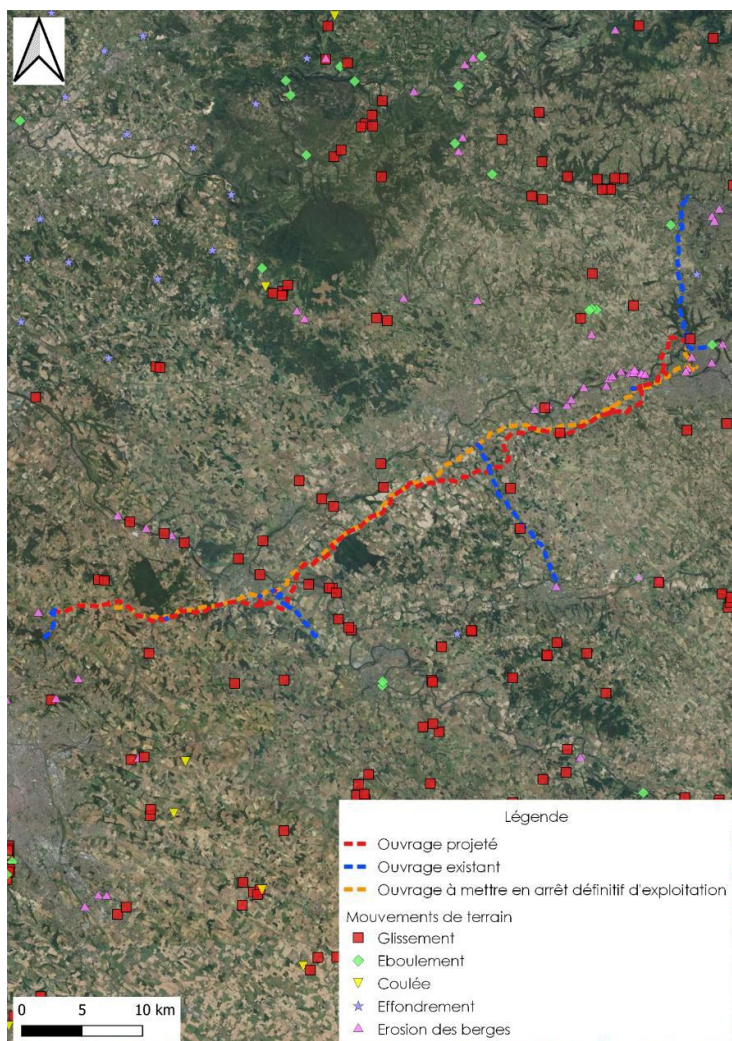 Légende
Ouvrage projeté
Ouvrage existant
Ouvrage à mettre en arrêt définitif d'exploitation
Mouvements de terrain
Glissement
Eboulement
Coulée
Effondrement
Erosion des berges
0 5 10 km